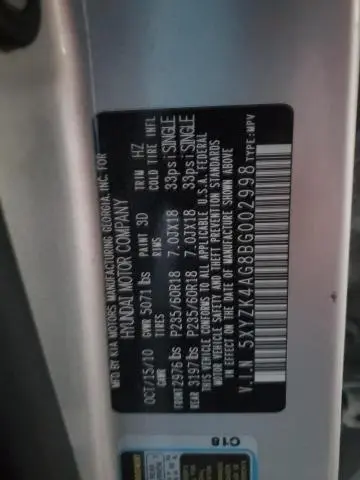 MFD BY KIA MOTORS MANUFACTURING GEORGIA, INC. FOR
HYUNDAI MOTOR COMPANY
OCT/15/10 GWR 5071 lbs PAINT 3D TRIM HZ
RIMS COLD TIRE INFL
FRONT 2976 lbs P235/60R18 7.0JX18 33psi SINGLE
REAR 3197 lbs P235/60R18 7.0JX18 33psi SINGLE
THIS VEHICLE CONFORMS TO ALL APPLICABLE U.S.A. FEDERAL
MOTOR VEHICLE SAFETY AND THEFT PREVENTION STANDARDS
IN EFFECT ON THE DATE OF MANUFACTURE SHOWN ABOVE
V.I.N 5XYZK4AG8BG002998 TYPE:MPV
C18